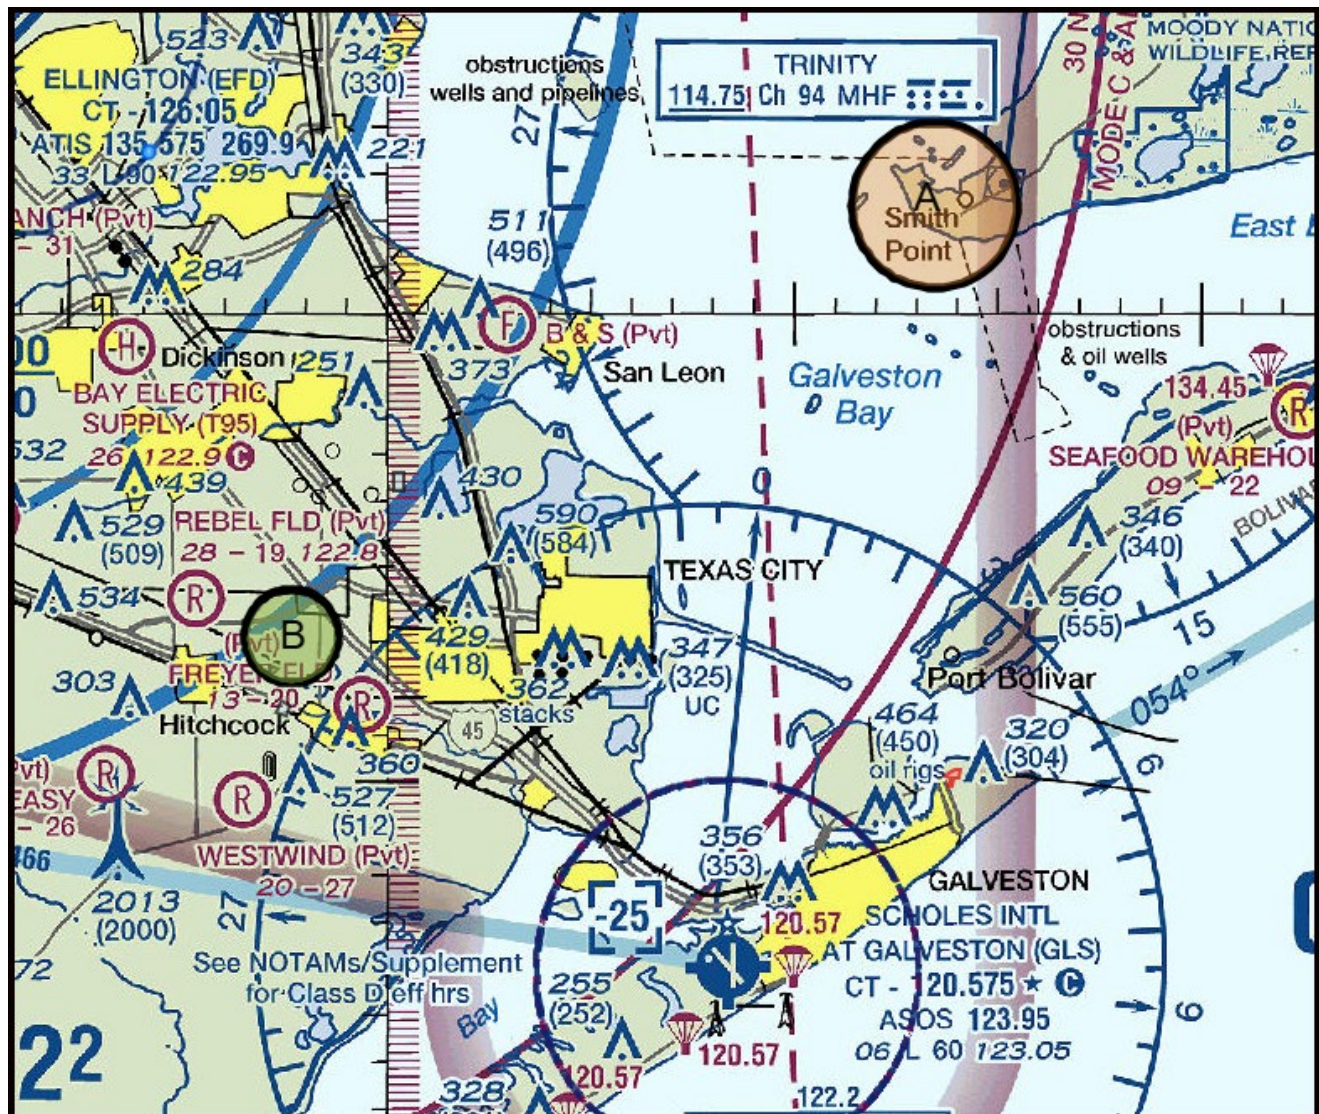 523
343
(330)
ELLINGTON (EFD)
CT - 126.05
ATIS 135.575 269.9
33 L 90 122.95
221
obstructions
wells and pipelines
27
TRINITY
114.75 Ch 94 MHF
30 N
MODE C &
MOODY
WILDLIFE
511
(496)
A
Smith
Point
East
(Pvt)
- 31
284
H
F
B & S (Pvt)
Dickinson
251
373
San Leon
Galveston
Bay
obstructions
& oil wells
134.45
(Pvt)
R
SEAFOOD
09 - 22
BAY ELECTRIC
SUPPLY (T95)
26 122.9 C
439
430
0
529
(509)
REBEL FLD (Pvt)
28 - 19 122.8
590
(584)
TEXAS CITY
346
(340)
534
R
B
(Pvt)
FREYER FLD
13 - 20
429
(418)
362
stacks
347
(325)
UC
560
(555)
15
303
Hitchcock
R
45
Port Bolivar
054°
464
(450)
oil rigs
320
(304)
6
R
EASY
- 26
R
360
527
(512)
WESTWIND (Pvt)
20 - 27
356
(353)
GALVESTON
2013
(2000)
27
-25
120.57
SCHOLES INTL
AT GALVESTON (GLS)
CT - 120.575 ★ C
ASOS 123.95
06 L 60 123.05
See NOTAMs/Supplement
for Class D eff hrs
Bay
255
(252)
120.57
120.57
9
22
328
122.2